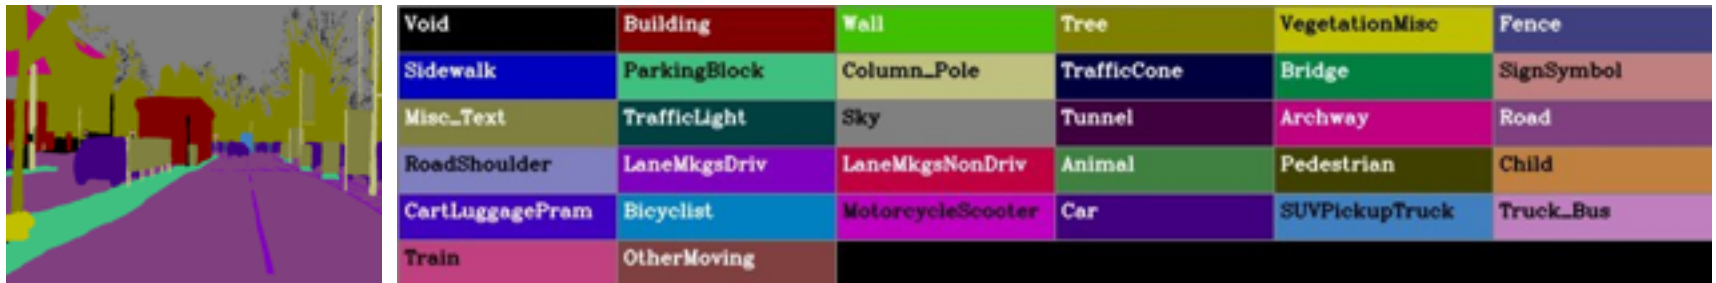 Void Building Wall Tree VegetationMisc Fence
Sidewalk ParkingBlock Column_Pole TrafficCone Bridge SignSymbol
Misc_Text TrafficLight Sky Tunnel Archway Road
RoadShoulder LaneMkgsDriv LaneMkgsNonDriv Animal Pedestrian Child
CartLuggagePram Bicyclist MotorcycleScooter Car SUVPickupTruck Truck_Bus
Train OtherMoving